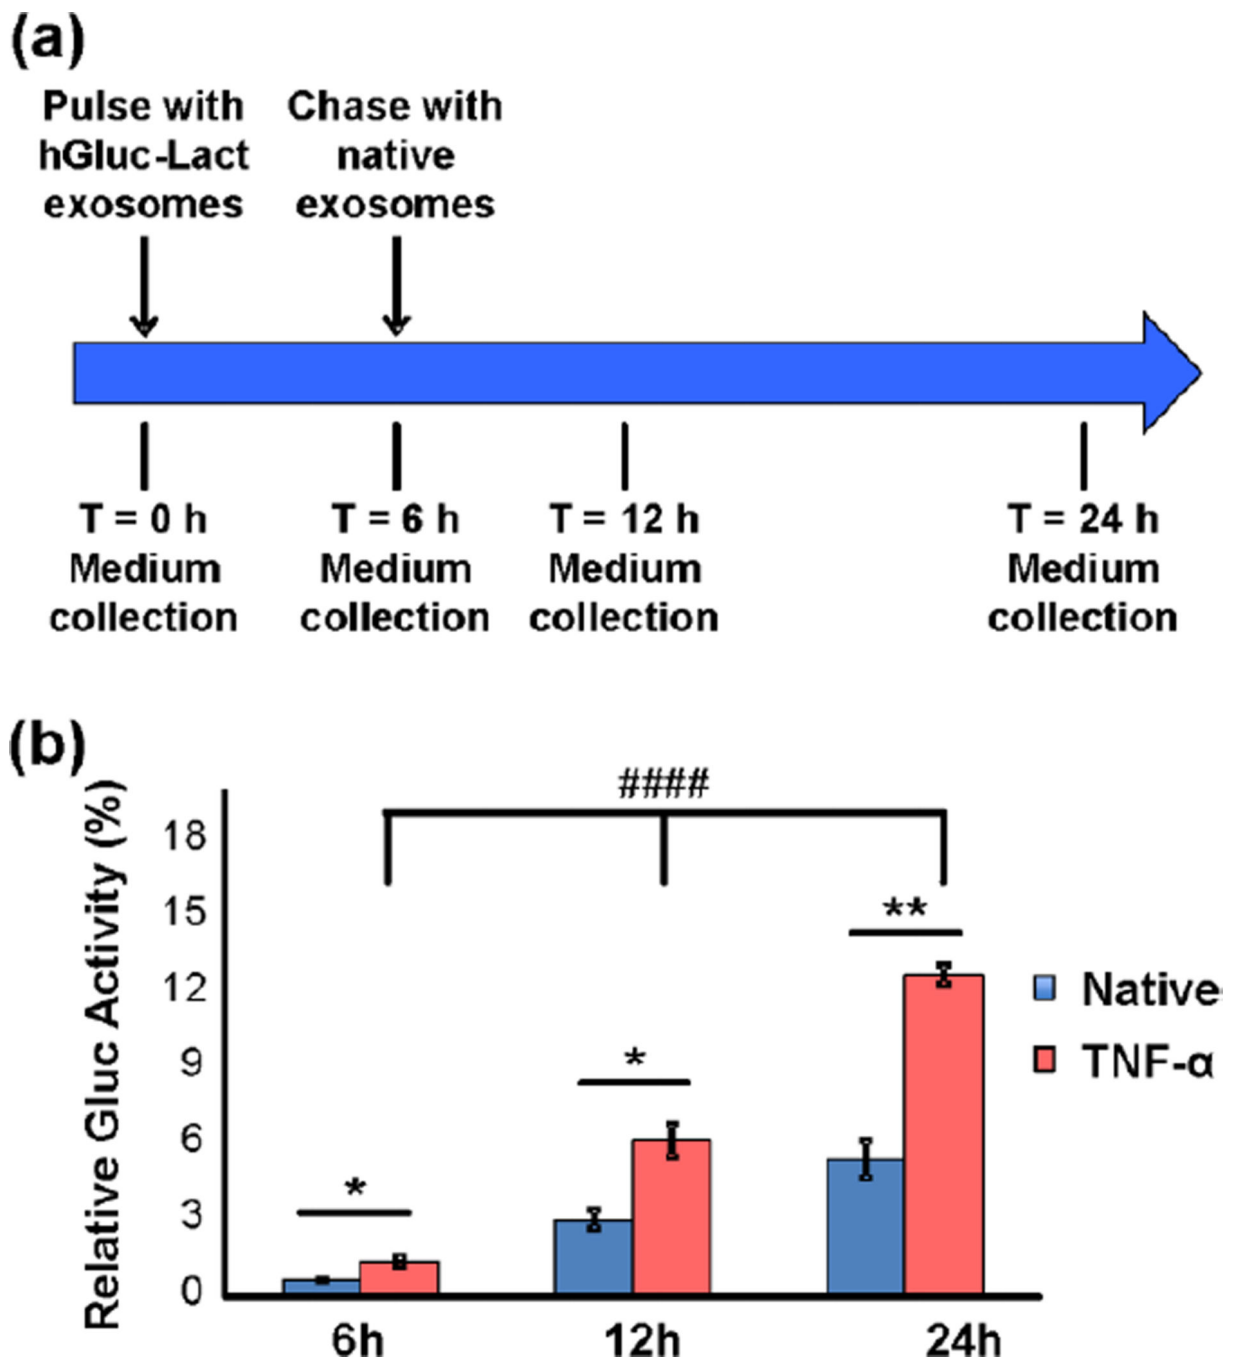 (a)
Pulse with
hGluc-Lact
exosomes
Chase with
native
exosomes
T = 0 h
Medium
collection
T = 6 h
Medium
collection
T = 12 h
Medium
collection
T = 24 h
Medium
collection
(b)
Relative Gluc Activity (%)
18
15
12
9
6
3
0
####
*
*
**
6h
12h
24h
Native
TNF-α